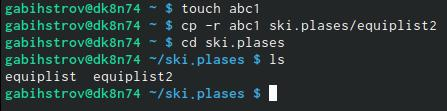 gabihstrov@dk8n74 ~ $ touch abc1
gabihstrov@dk8n74 ~ $ cp -r abc1 ski.plases/equiplist2
gabihstrov@dk8n74 ~ $ cd ski.plases
gabihstrov@dk8n74 ~/ski.plases $ ls
equiplist  equiplist2
gabihstrov@dk8n74 ~/ski.plases $